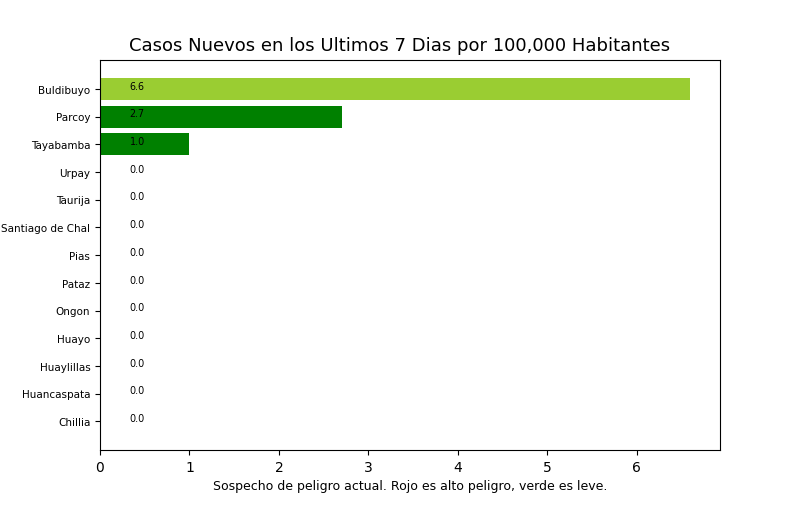 Casos Nuevos en los Ultimos 7 Dias por 100,000 Habitantes
Buldibuyo 6.6
Parcoy 2.7
Tayabamba 1.0
Urpay 0.0
Taurija 0.0
Santiago de Chal 0.0
Pias 0.0
Pataz 0.0
Ongon 0.0
Huayo 0.0
Huaylillas 0.0
Huancaspata 0.0
Chillia 0.0
0 1 2 3 4 5 6
Sospecho de peligro actual. Rojo es alto peligro, verde es leve.